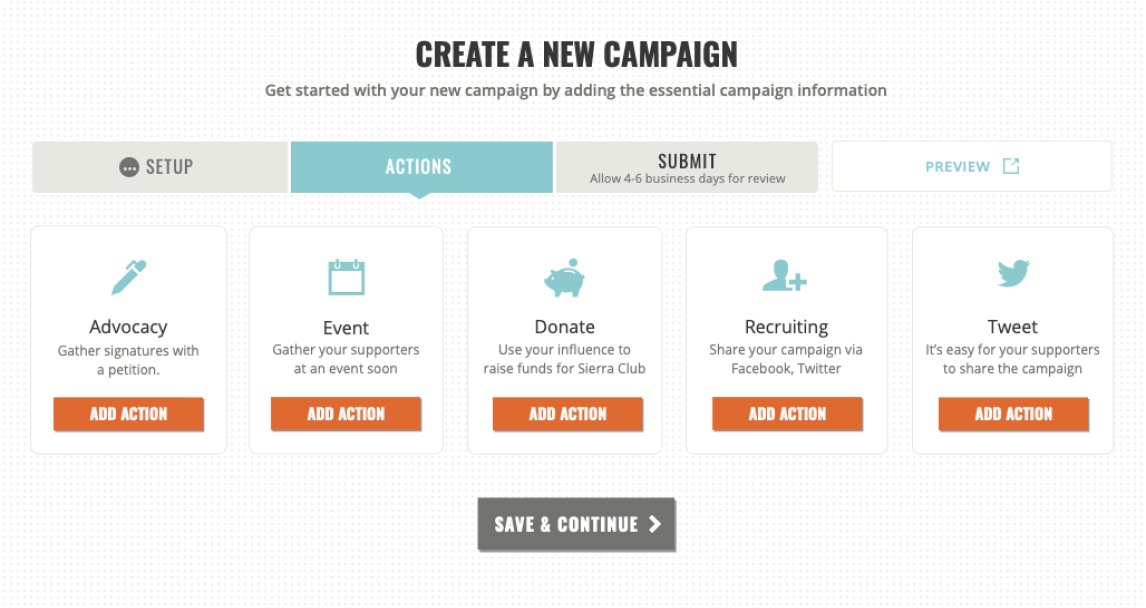 CREATE A NEW CAMPAIGN
Get started with your new campaign by adding the essential campaign information
SETUP
ACTIONS
SUBMIT
Allow 4-6 business days for review
PREVIEW
Advocacy
Gather signatures with
a petition.
ADD ACTION
Event
Gather your supporters
at an event soon
ADD ACTION
Donate
Use your influence to
raise funds for Sierra Club
ADD ACTION
Recruiting
Share your campaign via
Facebook, Twitter
ADD ACTION
Tweet
It's easy for your supporters
to share the campaign
ADD ACTION
SAVE & CONTINUE